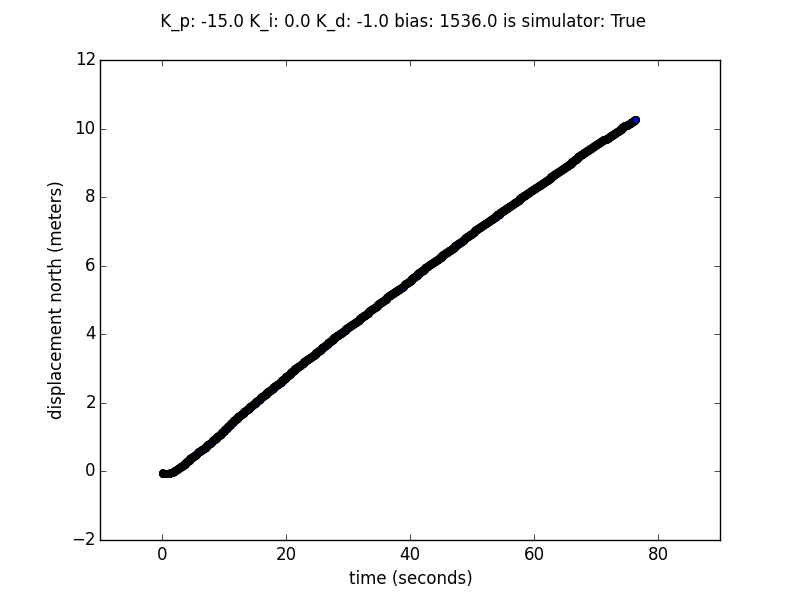 K_p: -15.0 K_i: 0.0 K_d: -1.0 bias: 1536.0 is simulator: True
12
10
8
6
4
2
0
−2
displacement north (meters)
0 20 40 60 80
time (seconds)